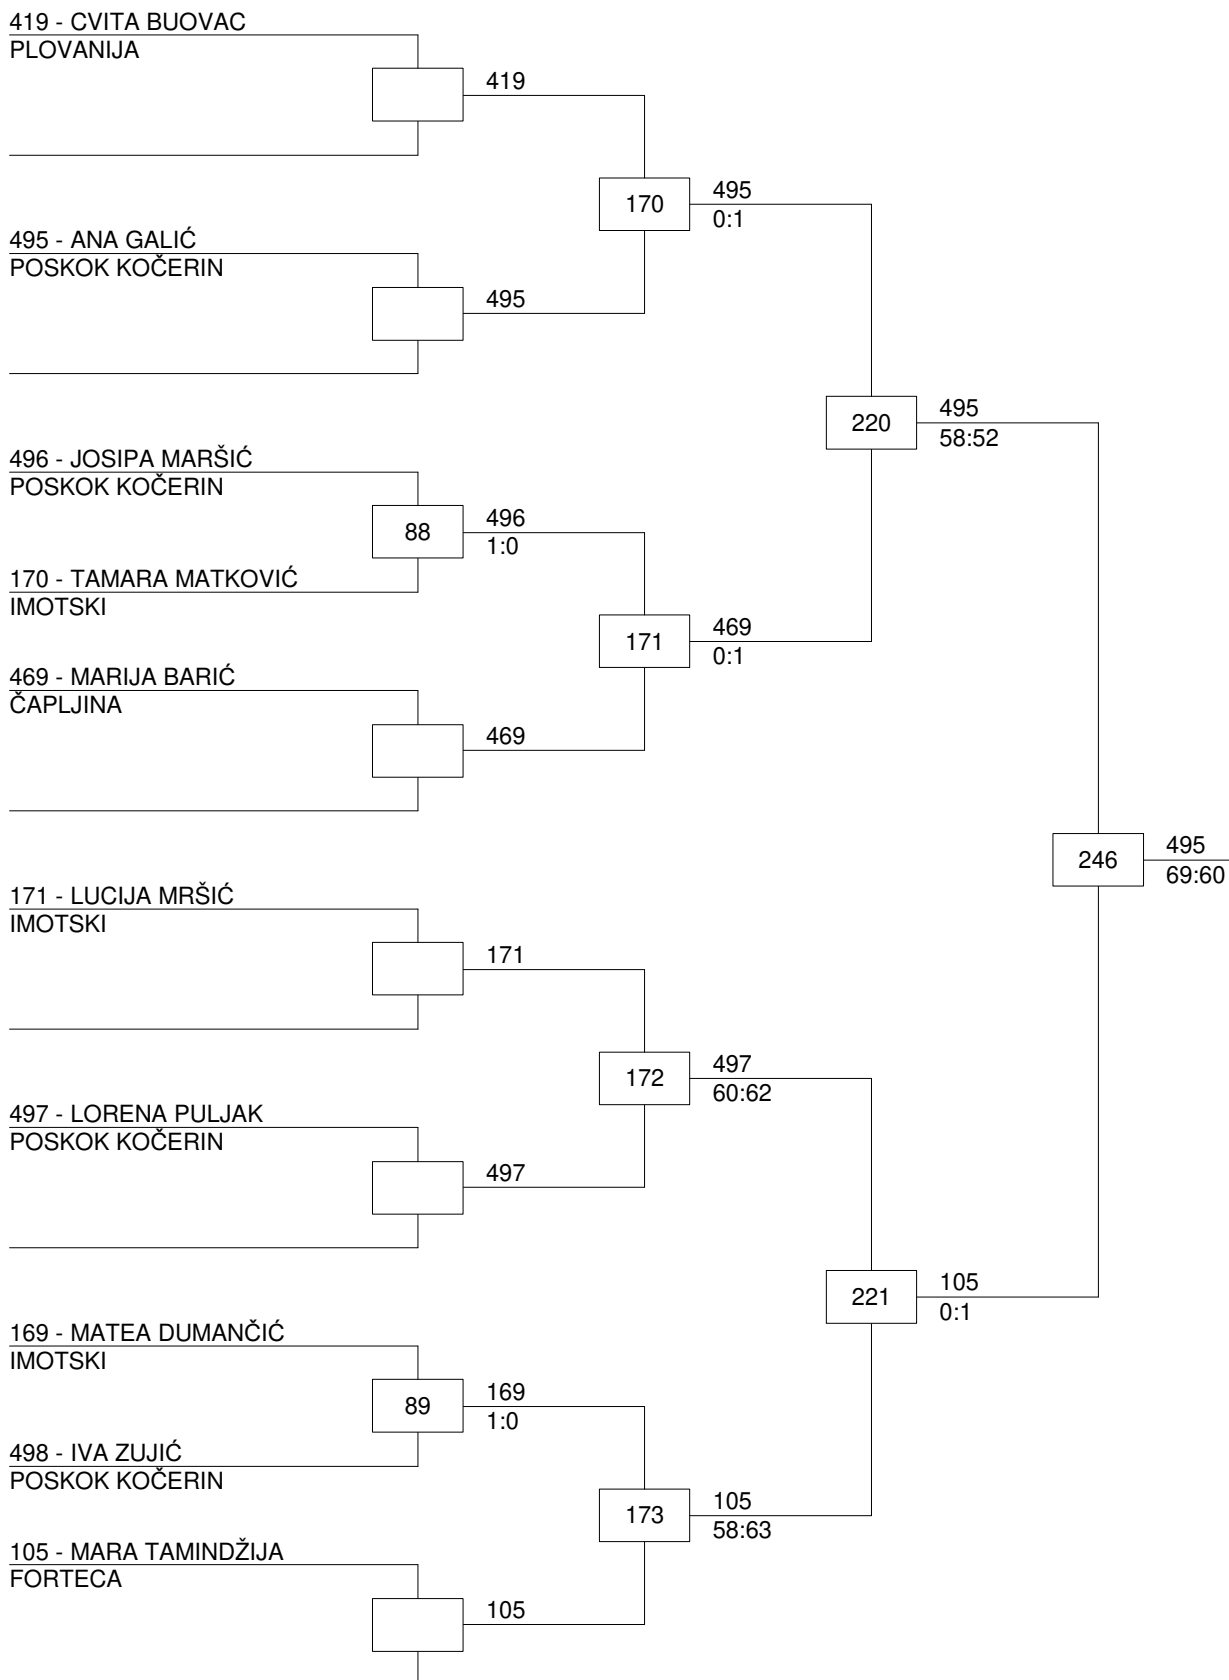 419 - CVITA BUOVAC
PLOVANIJA
419
170
495
0:1
495 - ANA GALIĆ
POSKOK KOČERIN
495
220
495
58:52
496 - JOSIPA MARŠIĆ
POSKOK KOČERIN
88
496
1:0
170 - TAMARA MATKOVIĆ
IMOTSKI
171
469
0:1
469 - MARIJA BARIĆ
ČAPLJINA
469
246
495
69:60
171 - LUCIJA MRŠIĆ
IMOTSKI
171
172
497
60:62
497 - LORENA PULJAK
POSKOK KOČERIN
497
221
105
0:1
169 - MATEA DUMANČIĆ
IMOTSKI
89
169
1:0
498 - IVA ZUJIĆ
POSKOK KOČERIN
173
105
58:63
105 - MARA TAMINDŽIJA
FORTECA
105